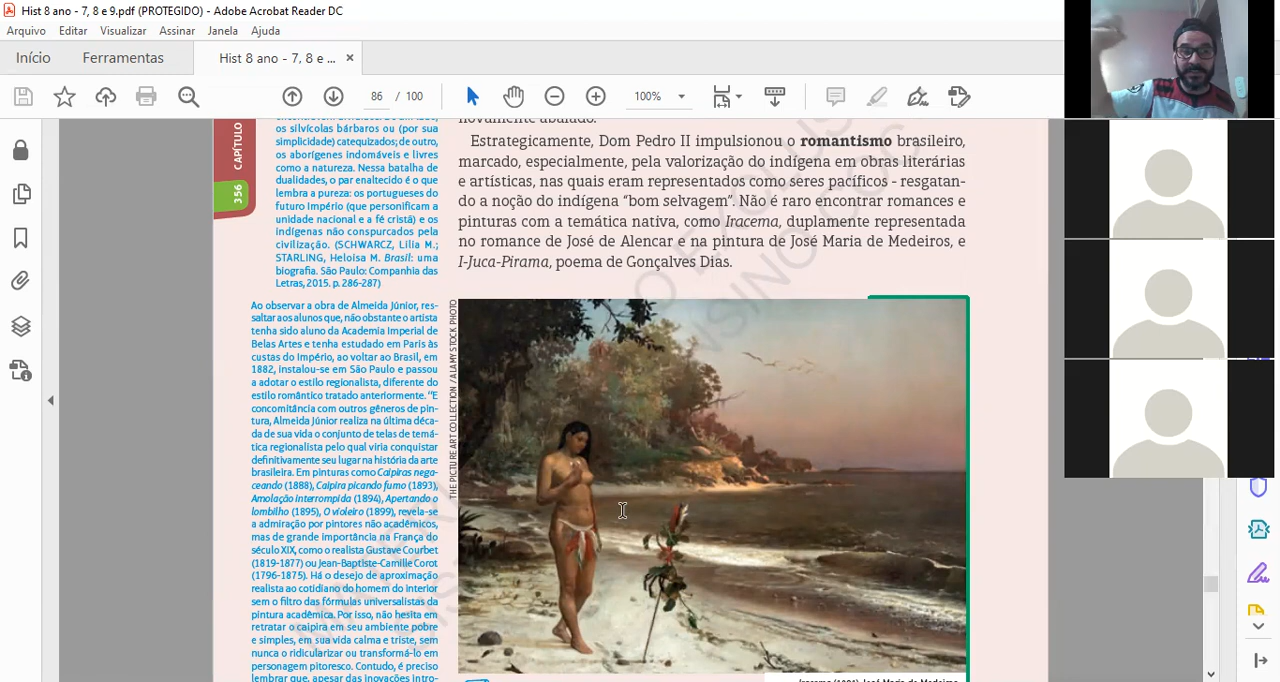 Hist 8 ano - 7, 8 e 9.pdf (PROTEGIDO) - Adobe Acrobat Reader DC
Arquivo Editar Visualizar Assinar Janela Ajuda
Início Ferramentas Hist 8 ano - 7, 8 e ... ×
86 / 100 100%
CAPÍTULO
356
os silvícolas bárbaros ou (por sua
simplicidade) catequizados; de outro,
os aborígenes indomáveis e livres
como a natureza. Nessa batalha de
dualidades, o par enaltecido é o que
lembra a pureza: os portugueses do
futuro Império (que personificam a
unidade nacional e a fé cristã) e os
indígenas não conspurcados pela
civilização. (SCHWARCZ, Lilia M.;
STARLING, Heloisa M. Brasil: uma
biografia. São Paulo: Companhia das
Letras, 2015. p. 286-287)
Ao observar a obra de Almeida Júnior, res-
saltar aos alunos que, não obstante o artista
tenha sido aluno da Academia Imperial de
Belas Artes e tenha estudado em Paris às
custas do Império, ao voltar ao Brasil, em
1882, instalou-se em São Paulo e passou
a adotar o estilo regionalista, diferente do
estilo romântico tratado anteriormente. "E
concomitância com outros gêneros de pin-
tura, Almeida Júnior realiza na última déca-
da de sua vida o conjunto de telas de temá-
tica regionalista pelo qual viria conquistar
definitivamente seu lugar na história da arte
brasileira. Em pinturas como Caipiras nega-
ceando (1888), Caipira picando fumo (1893),
Amolação interrompida (1894), Apertando o
lombilho (1895), O violeiro (1899), revela-se
a admiração por pintores não acadêmicos,
mas de grande importância na França do
século XIX, como o realista Gustave Courbet
(1819-1877) ou Jean-Baptiste-Camille Corot
(1796-1875). Há o desejo de aproximação
realista ao cotidiano do homem do interior
sem o filtro das fórmulas universalistas da
pintura acadêmica. Por isso, não hesita em
retratar o caipira em seu ambiente pobre
e simples, em sua vida calma e triste, sem
nunca o ridicularizar ou transformá-lo em
personagem pitoresco. Contudo, é preciso
lembrar que, apesar das inovações intro-
novamente abalado.
Estrategicamente, Dom Pedro II impulsionou o romantismo brasileiro,
marcado, especialmente, pela valorização do indígena em obras literárias
e artísticas, nas quais eram representados como seres pacíficos - resgatan-
do a noção do indígena "bom selvagem". Não é raro encontrar romances e
pinturas com a temática nativa, como Iracema, duplamente representada
no romance de José de Alencar e na pintura de José Maria de Medeiros, e
I-Juca-Pirama, poema de Gonçalves Dias.
THE PICTURE ART COLLECTION / ALAMY STOCK PHOTO